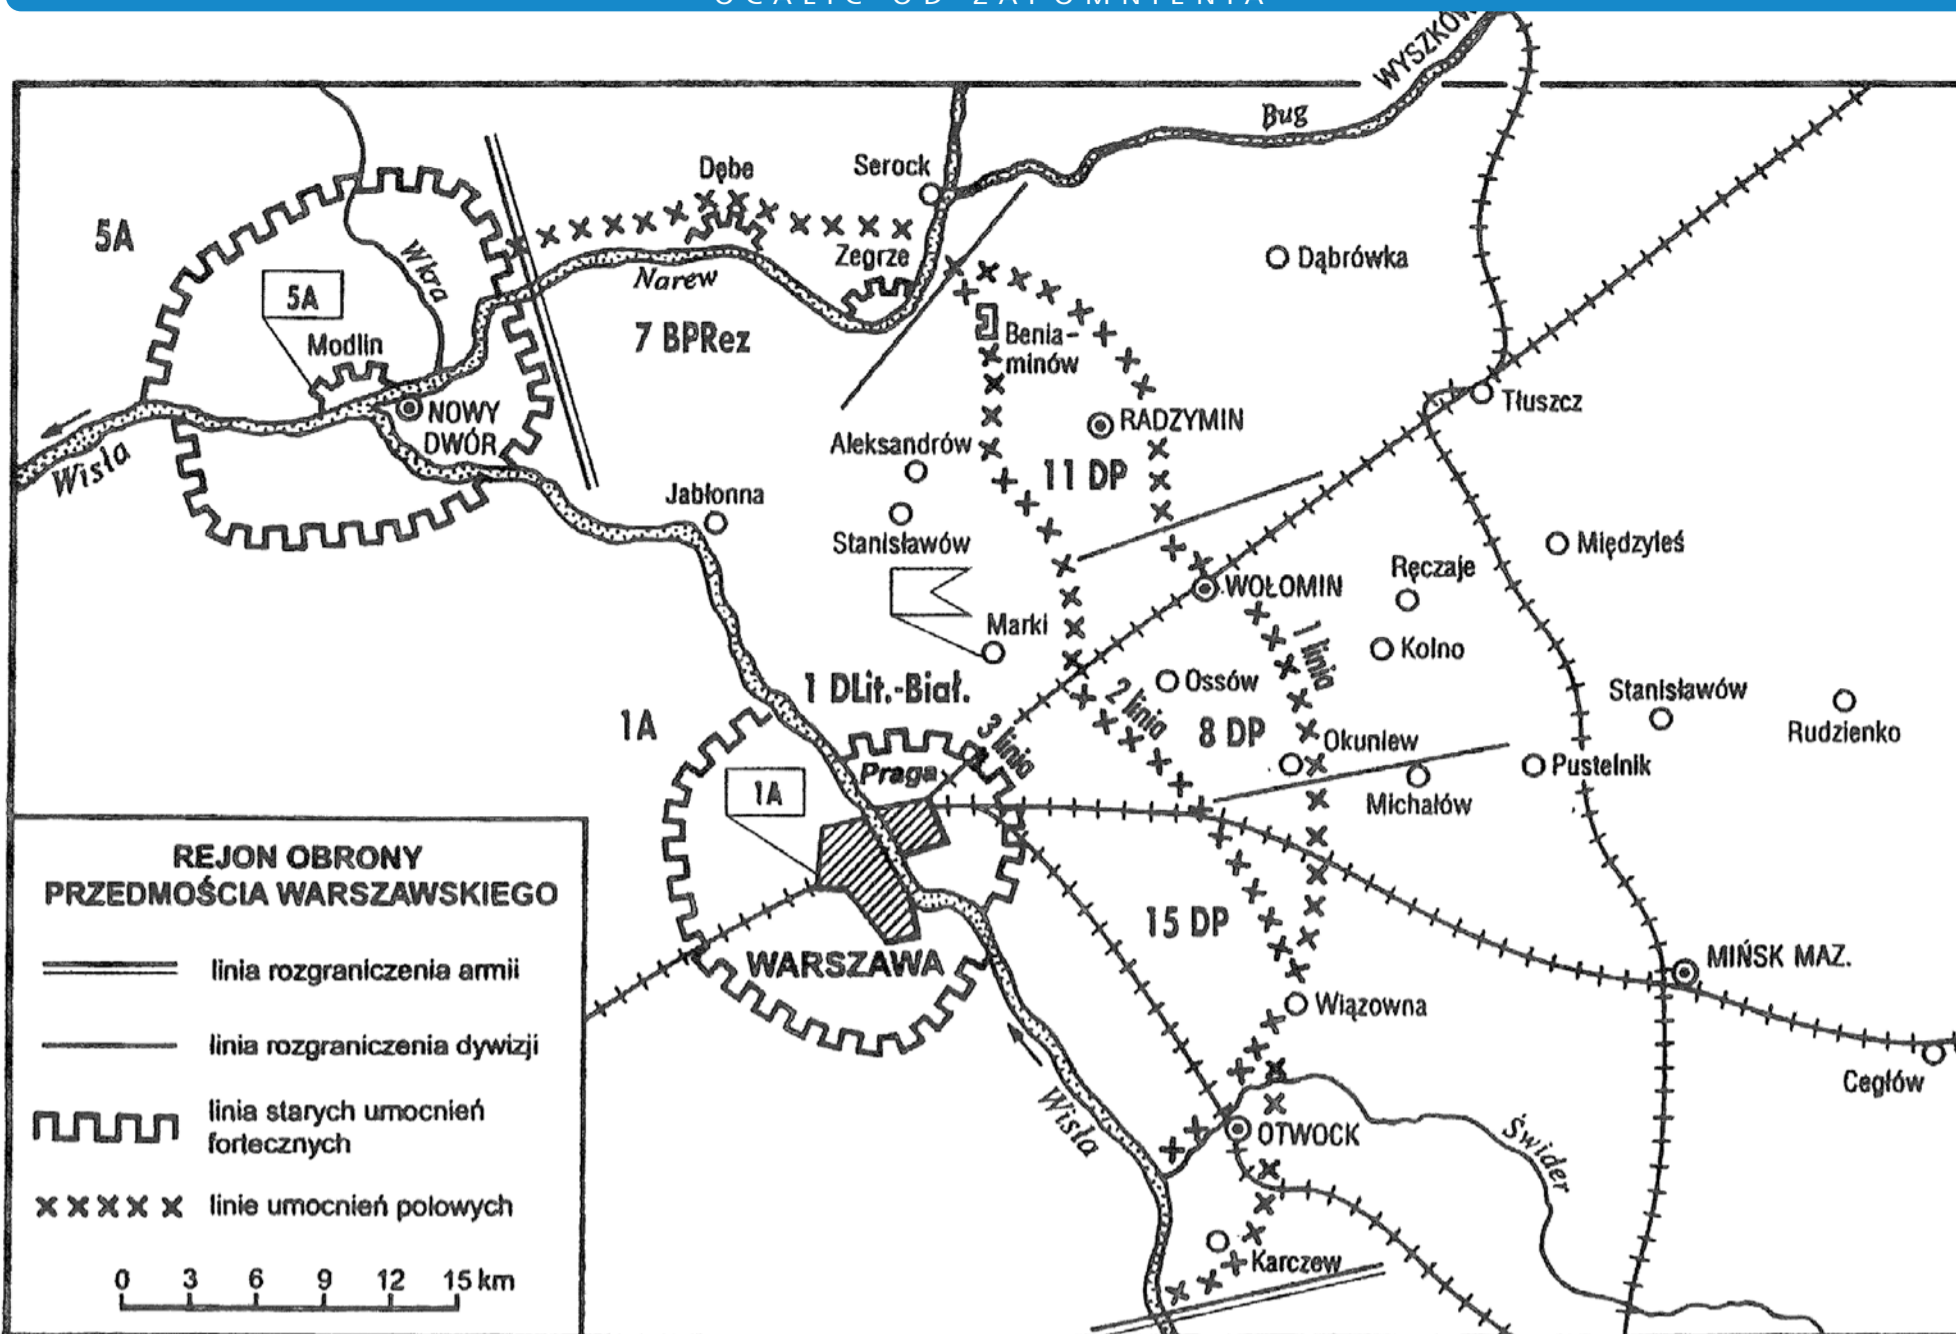 OCALIĆ OD ZAPOMNIENIA
WYSZKÓW
Bug
Serock
Dębe
5A
Wkra
Zegrze
Narew
Dąbrówka
5A
7 BPRez
Benia-
minów
Modlin
NOWY
DWÓR
Tłuszcz
RADZYMIN
Aleksandrów
11 DP
Wisła
Jabłonna
Stanisławów
Międzyleś
Ręczaje
WOŁOMIN
Marki
1 linia
Kolno
Ossów
1 DLit.-Biał.
2 linia
Stanisławów
Rudzienko
1A
8 DP
3 linia
Okuniew
Praga
Pustelnik
1A
Michałów
15 DP
WARSZAWA
MIŃSK MAZ.
Wiązowna
Cegłów
Wisła
OTWOCK
Świder
Karczew
REJON OBRONY
PRZEDMOŚCIA WARSZAWSKIEGO
linia rozgraniczenia armii
linia rozgraniczenia dywizji
linia starych umocnień
fortecznych
linie umocnień polowych
0 3 6 9 12 15 km